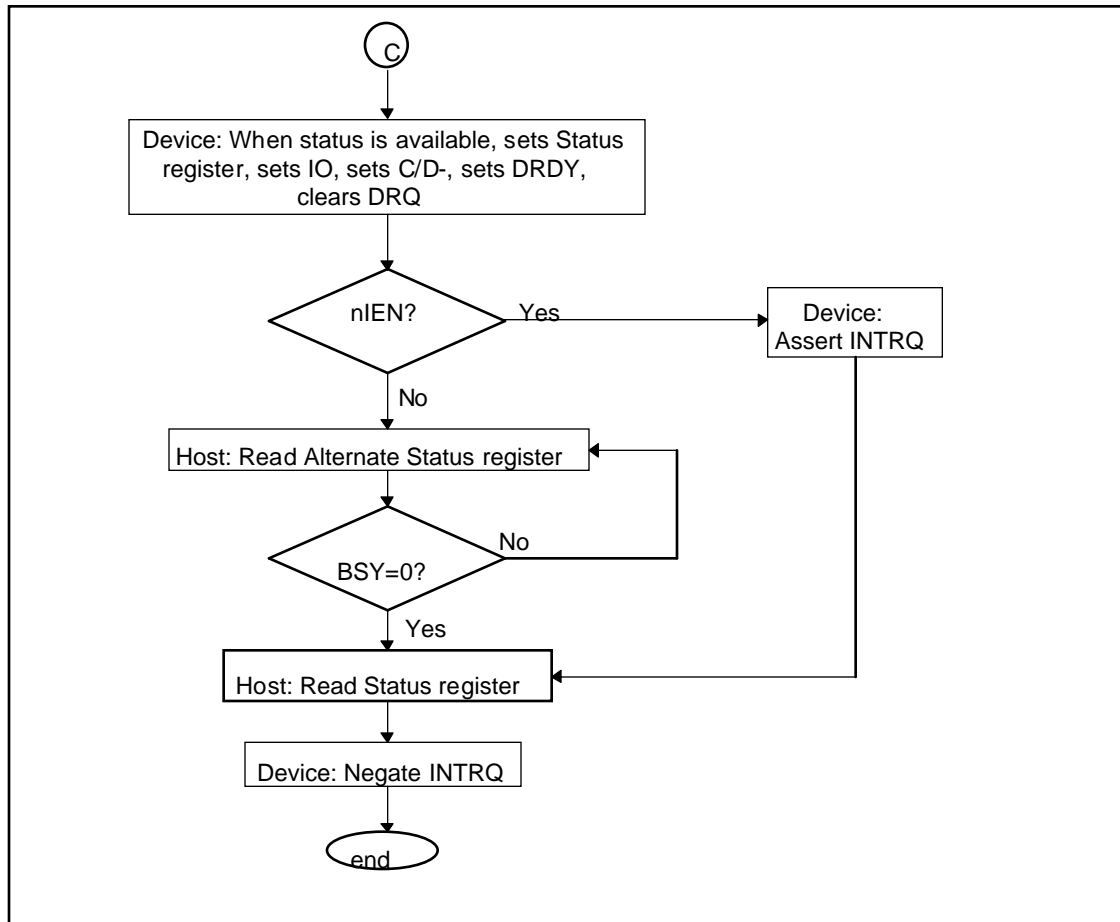 C
Device: When status is available, sets Status
register, sets IO, sets C/D-, sets DRDY,
clears DRQ
nIEN?
Yes
Device:
Assert INTRQ
No
Host: Read Alternate Status register
No
BSY=0?
Yes
Host: Read Status register
Device: Negate INTRQ
end